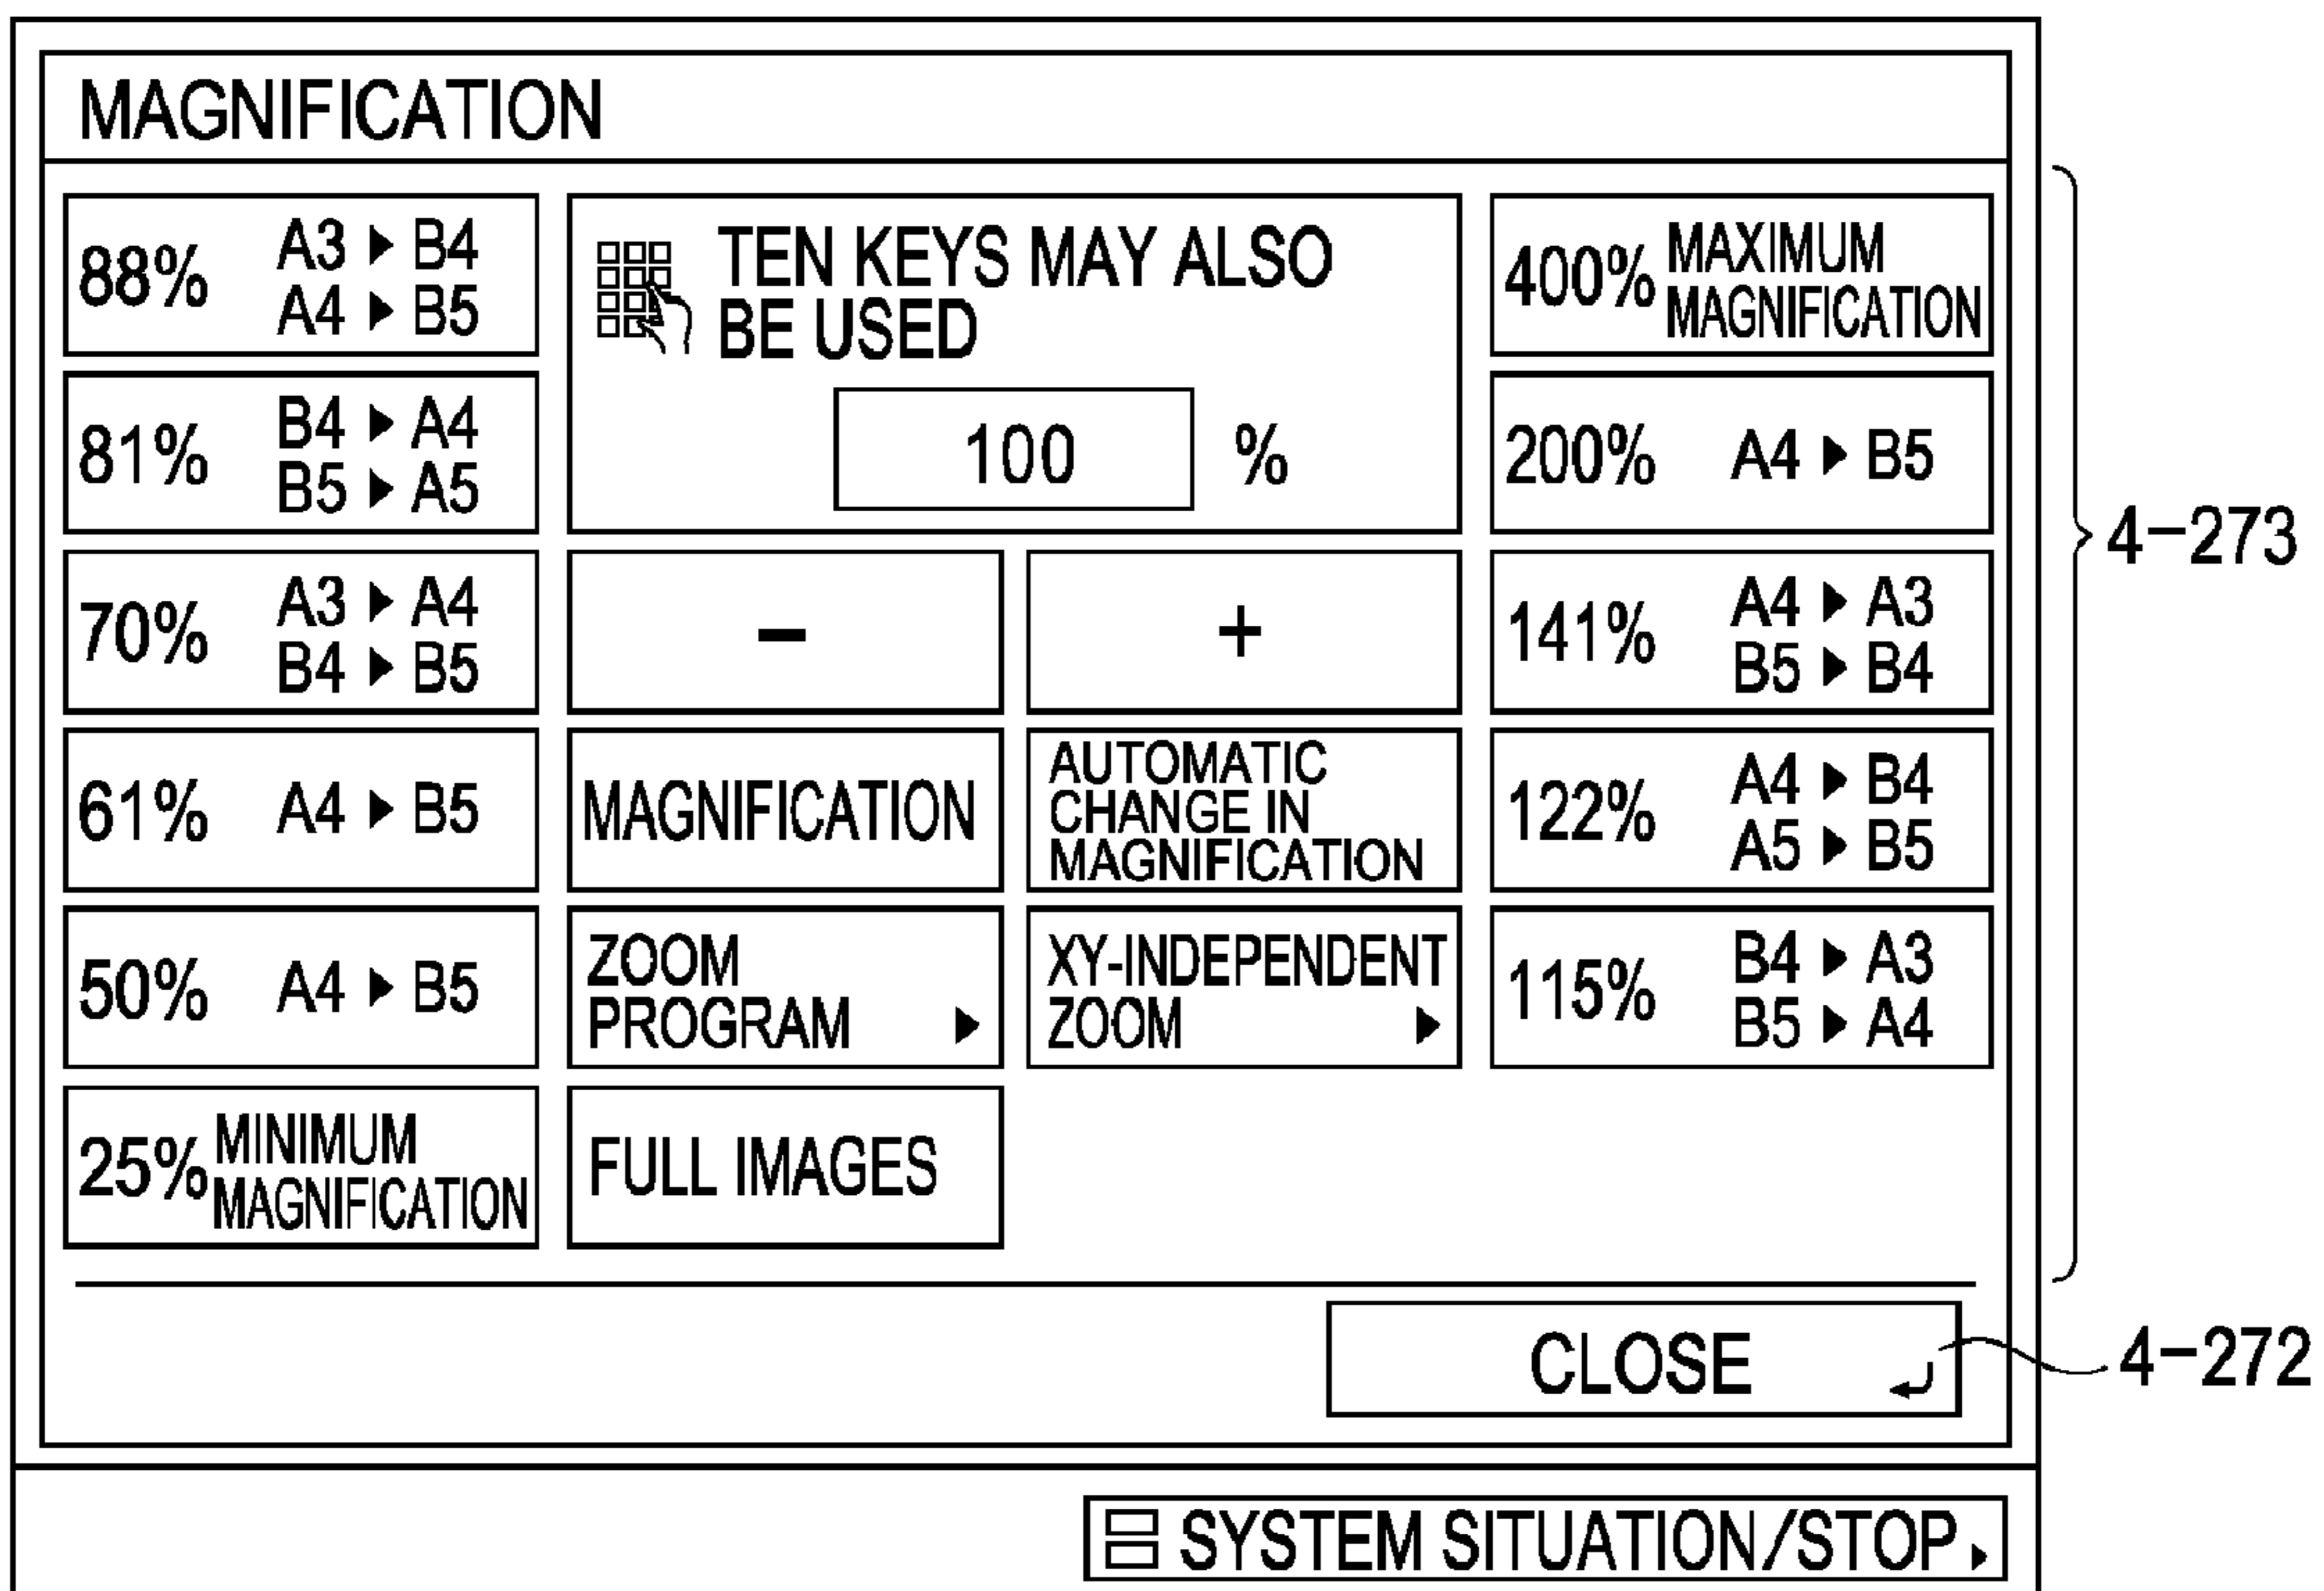 MAGNIFICATION
88% A3 ▶ B4
A4 ▶ B5
81% B4 ▶ A4
B5 ▶ A5
70% A3 ▶ A4
B4 ▶ B5
61% A4 ▶ B5
50% A4 ▶ B5
25% MINIMUM
MAGNIFICATION
TEN KEYS MAY ALSO
BE USED
100 %
− +
MAGNIFICATION
AUTOMATIC
CHANGE IN
MAGNIFICATION
ZOOM
PROGRAM ▶
XY-INDEPENDENT
ZOOM ▶
FULL IMAGES
400% MAXIMUM
MAGNIFICATION
200% A4 ▶ B5
141% A4 ▶ A3
B5 ▶ B4
122% A4 ▶ B4
A5 ▶ B5
115% B4 ▶ A3
B5 ▶ A4
4-273
CLOSE
4-272
SYSTEM SITUATION/STOP ▶